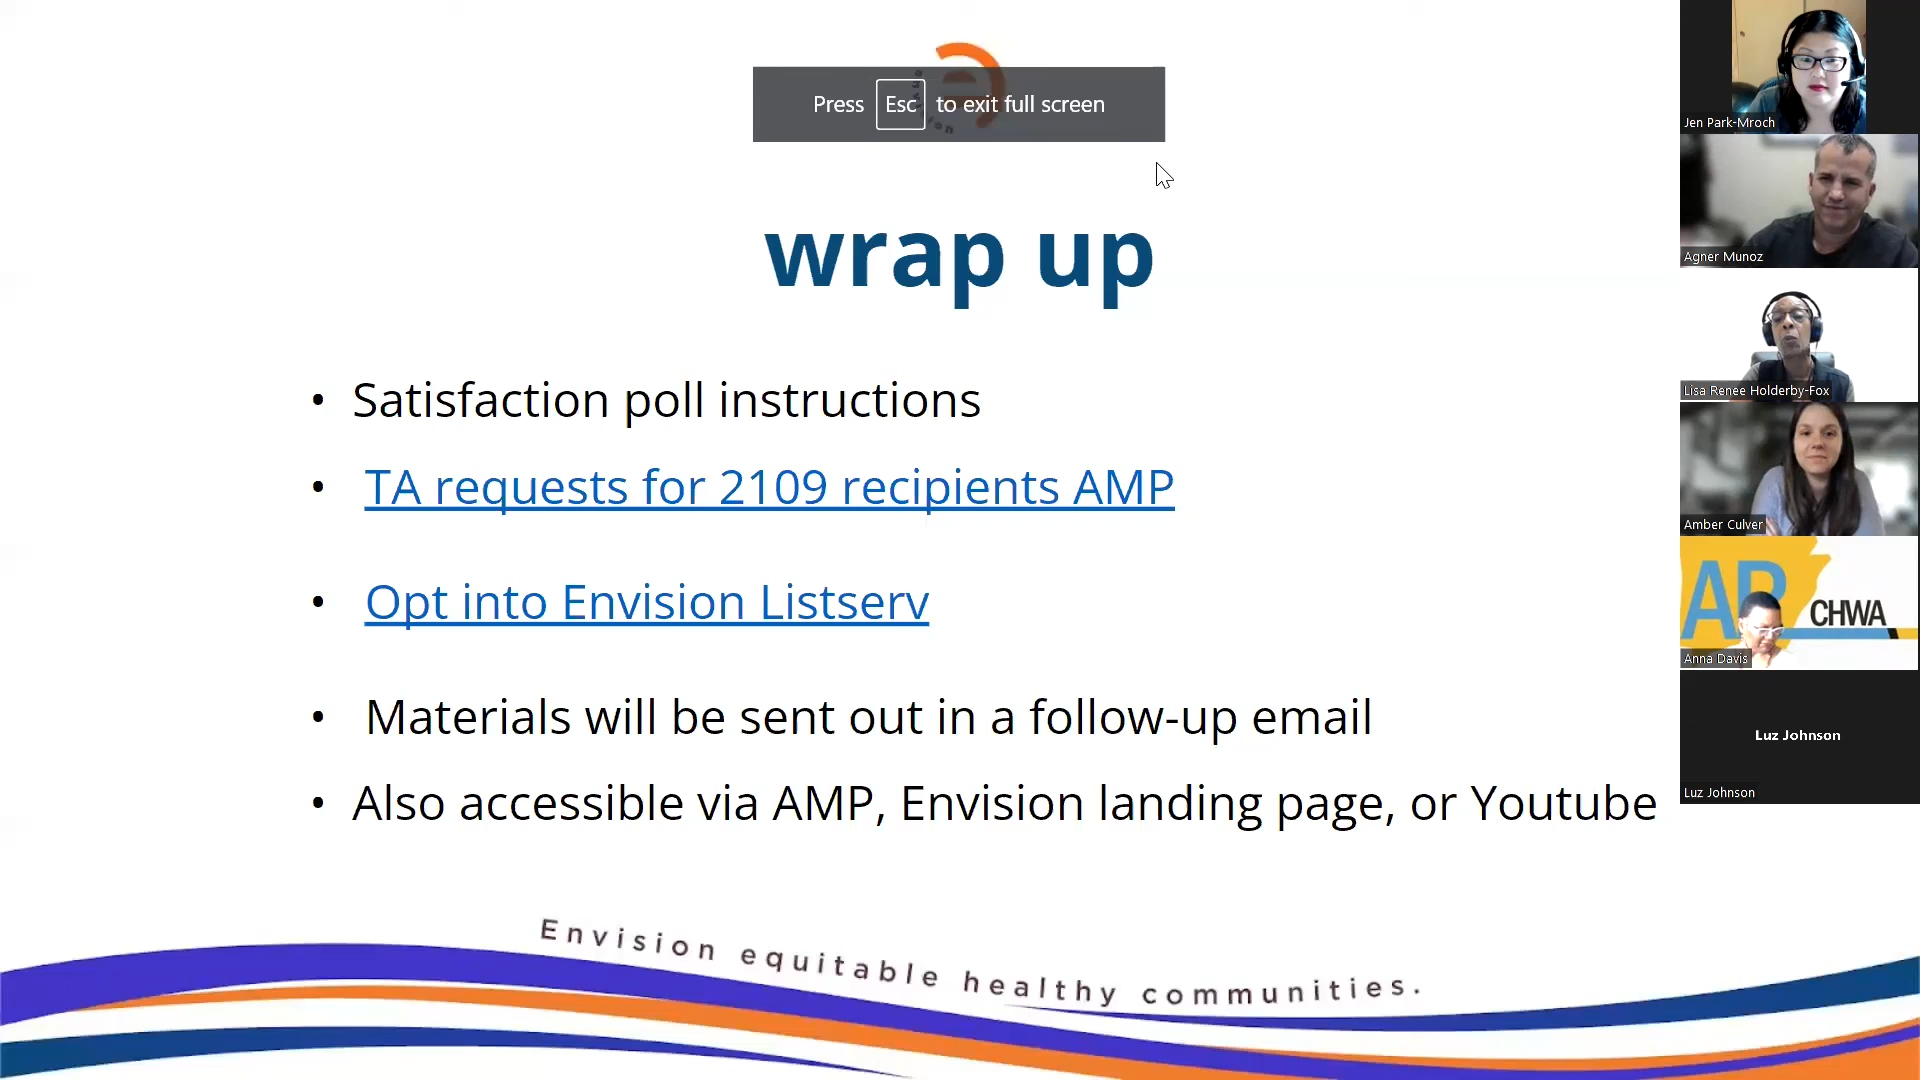 Press Esc to exit full screen
wrap up
• Satisfaction poll instructions
• TA requests for 2109 recipients AMP
• Opt into Envision Listserv
• Materials will be sent out in a follow-up email
• Also accessible via AMP, Envision landing page, or Youtube
Envision equitable healthy communities.
Jen Park-Mroch
Agner Munoz
Lisa Renee Holderby-Fox
Amber Culver
AR
CHWA
Anna Davis
Luz Johnson
Luz Johnson